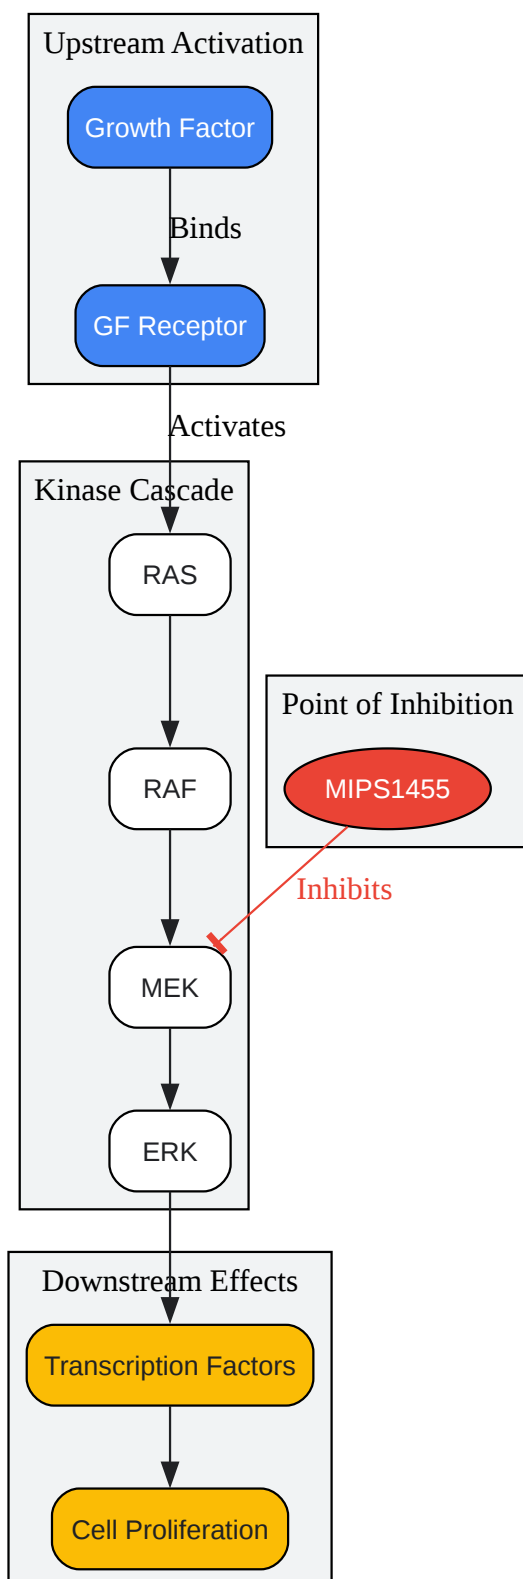 Upstream Activation
Growth Factor
Binds
GF Receptor
Activates
Kinase Cascade
RAS
Point of Inhibition
RAF
MIPS1455
Inhibits
MEK
ERK
Downstream Effects
Transcription Factors
Cell Proliferation